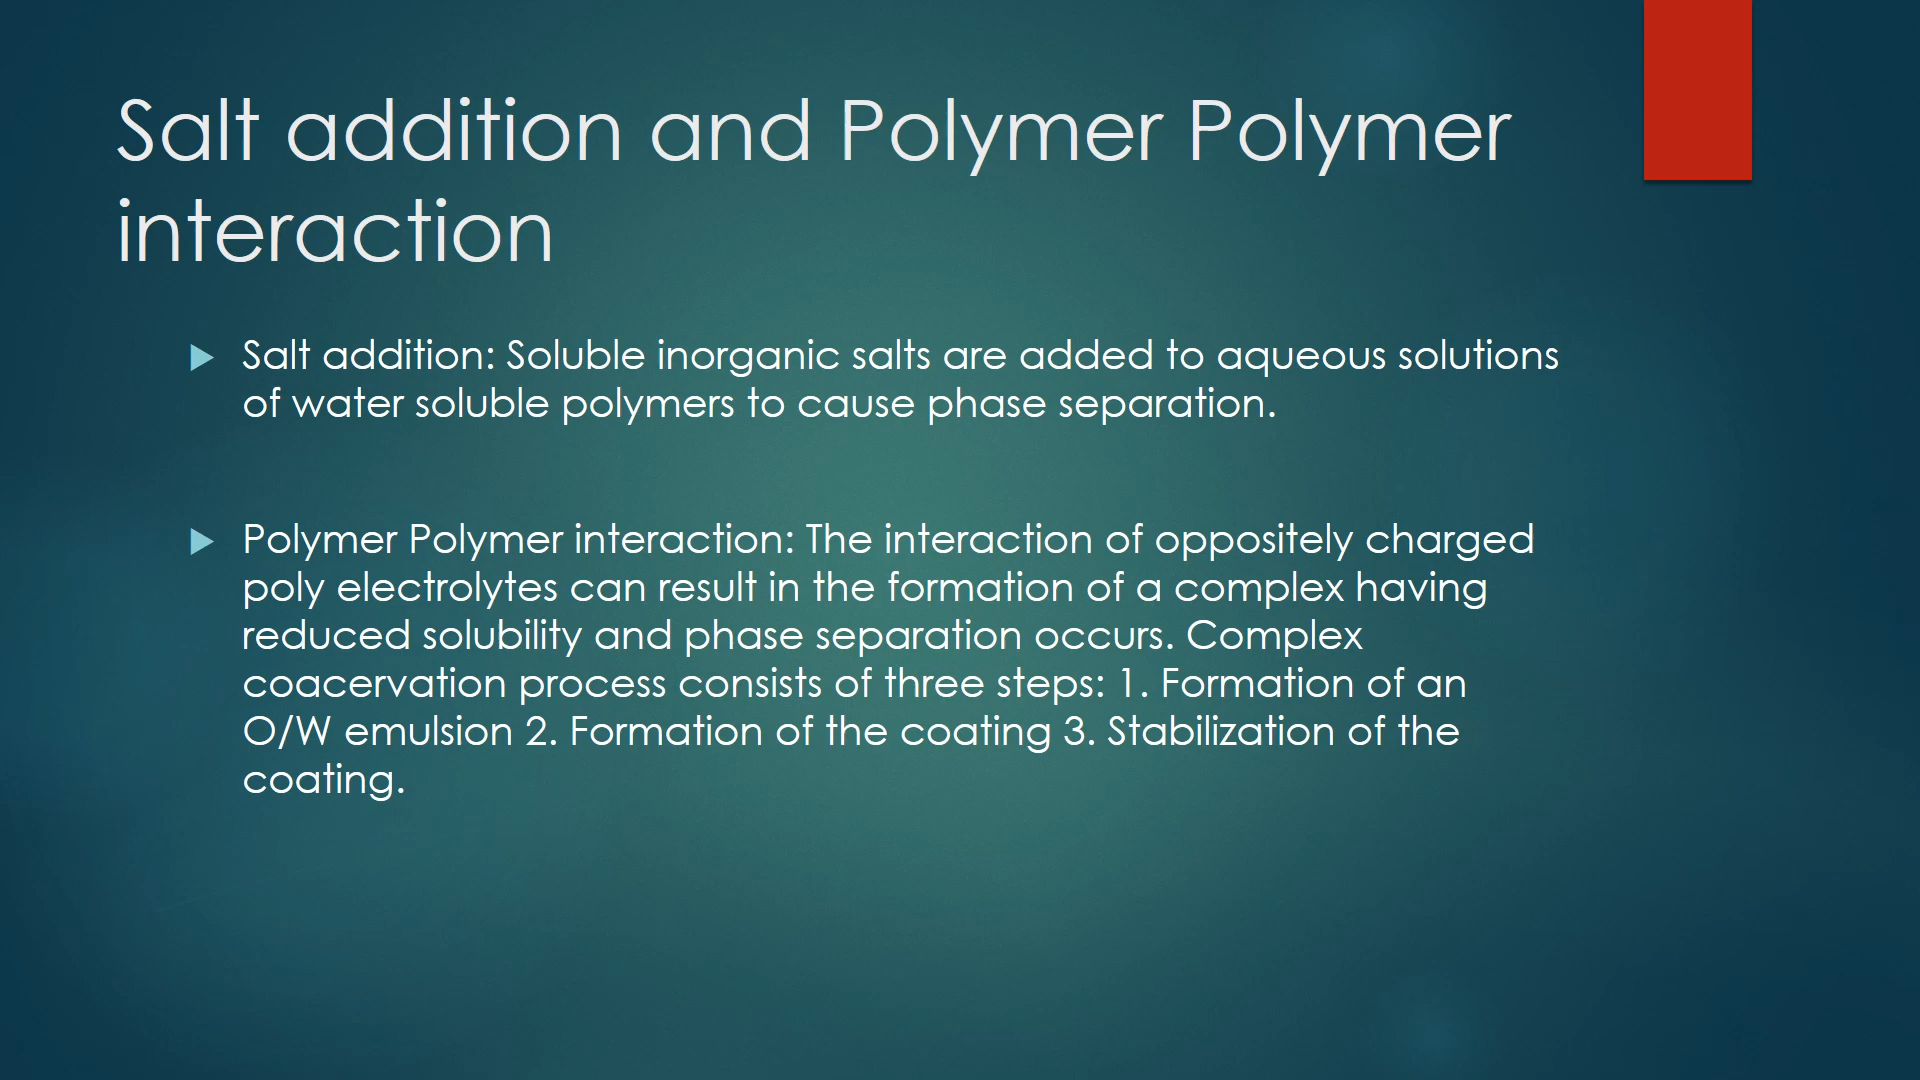 Salt addition and Polymer Polymer
interaction
Salt addition: Soluble inorganic salts are added to aqueous solutions
of water soluble polymers to cause phase separation.
Polymer Polymer interaction: The interaction of oppositely charged
poly electrolytes can result in the formation of a complex having
reduced solubility and phase separation occurs. Complex
coacervation process consists of three steps: 1. Formation of an
O/W emulsion 2. Formation of the coating 3. Stabilization of the
coating.